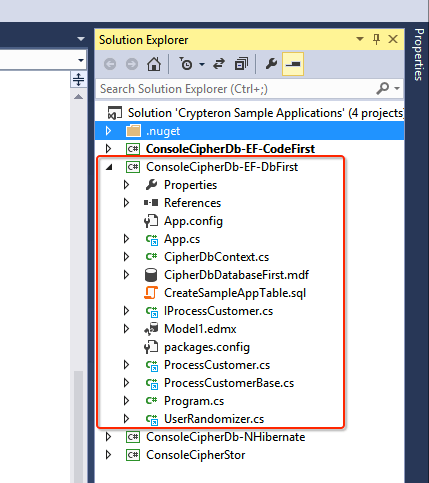 Solution Explorer
Properties
Search Solution Explorer (Ctrl+;)
Solution 'Crypteron Sample Applications' (4 projects)
.nuget
ConsoleCipherDb-EF-CodeFirst
ConsoleCipherDb-EF-DbFirst
Properties
References
App.config
App.cs
CipherDbContext.cs
CipherDbDatabaseFirst.mdf
CreateSampleAppTable.sql
IProcessCustomer.cs
Model1.edmx
packages.config
ProcessCustomer.cs
ProcessCustomerBase.cs
Program.cs
UserRandomizer.cs
ConsoleCipherDb-NHibernate
ConsoleCipherStor